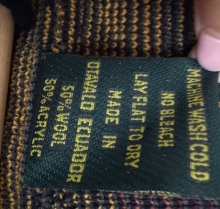 MACHINE WASH COLD
NO BLEACH
LAY FLAT TO DRY
MADE IN
OTAVALO ECUADOR
50% WOOL
50% ACRYLIC